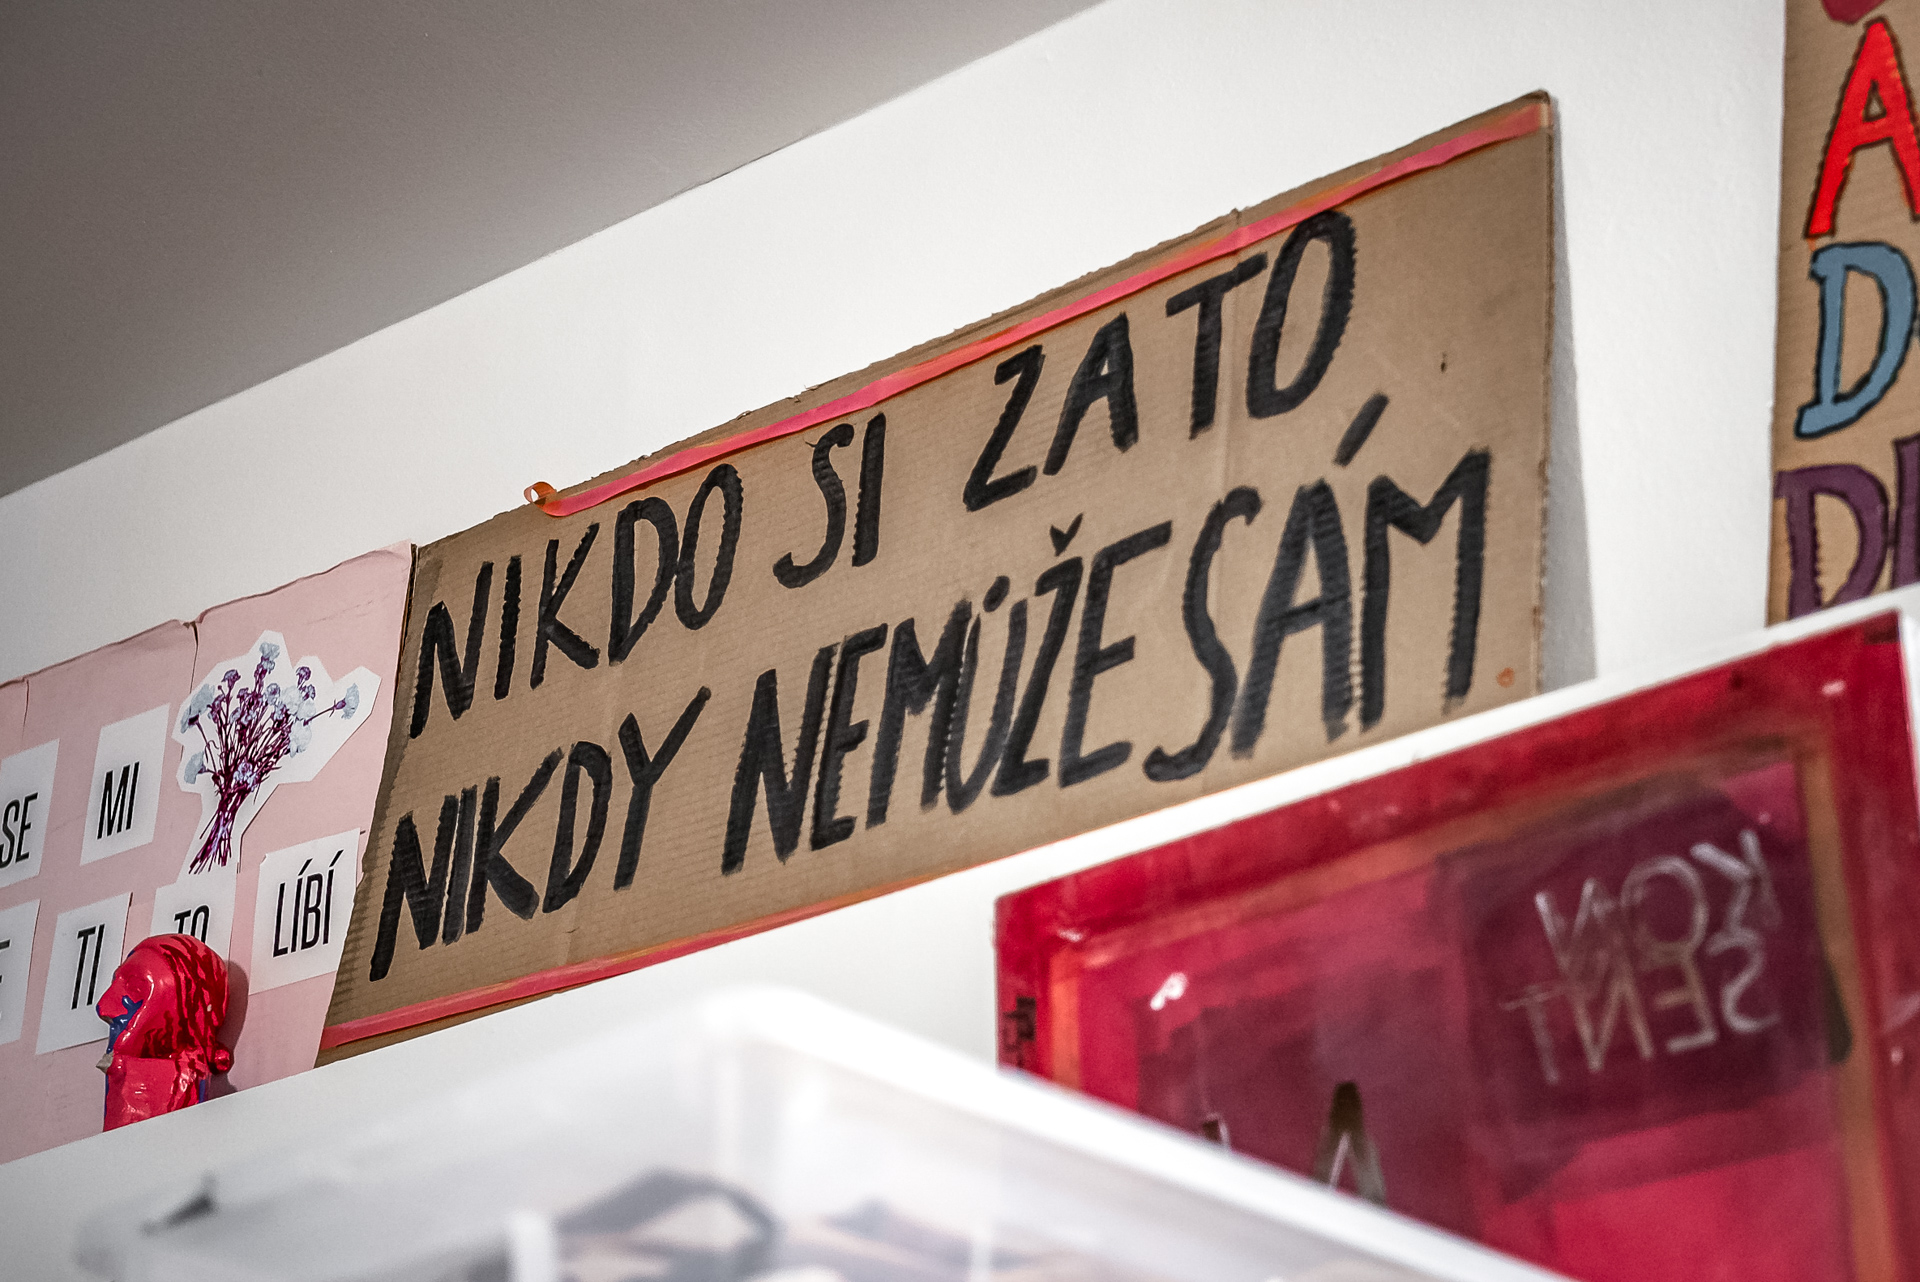 NIKDO SI ZA TO
NIKDY NEMŮŽE SÁM
SE MI
TI TO LÍBÍ
KON
SENT